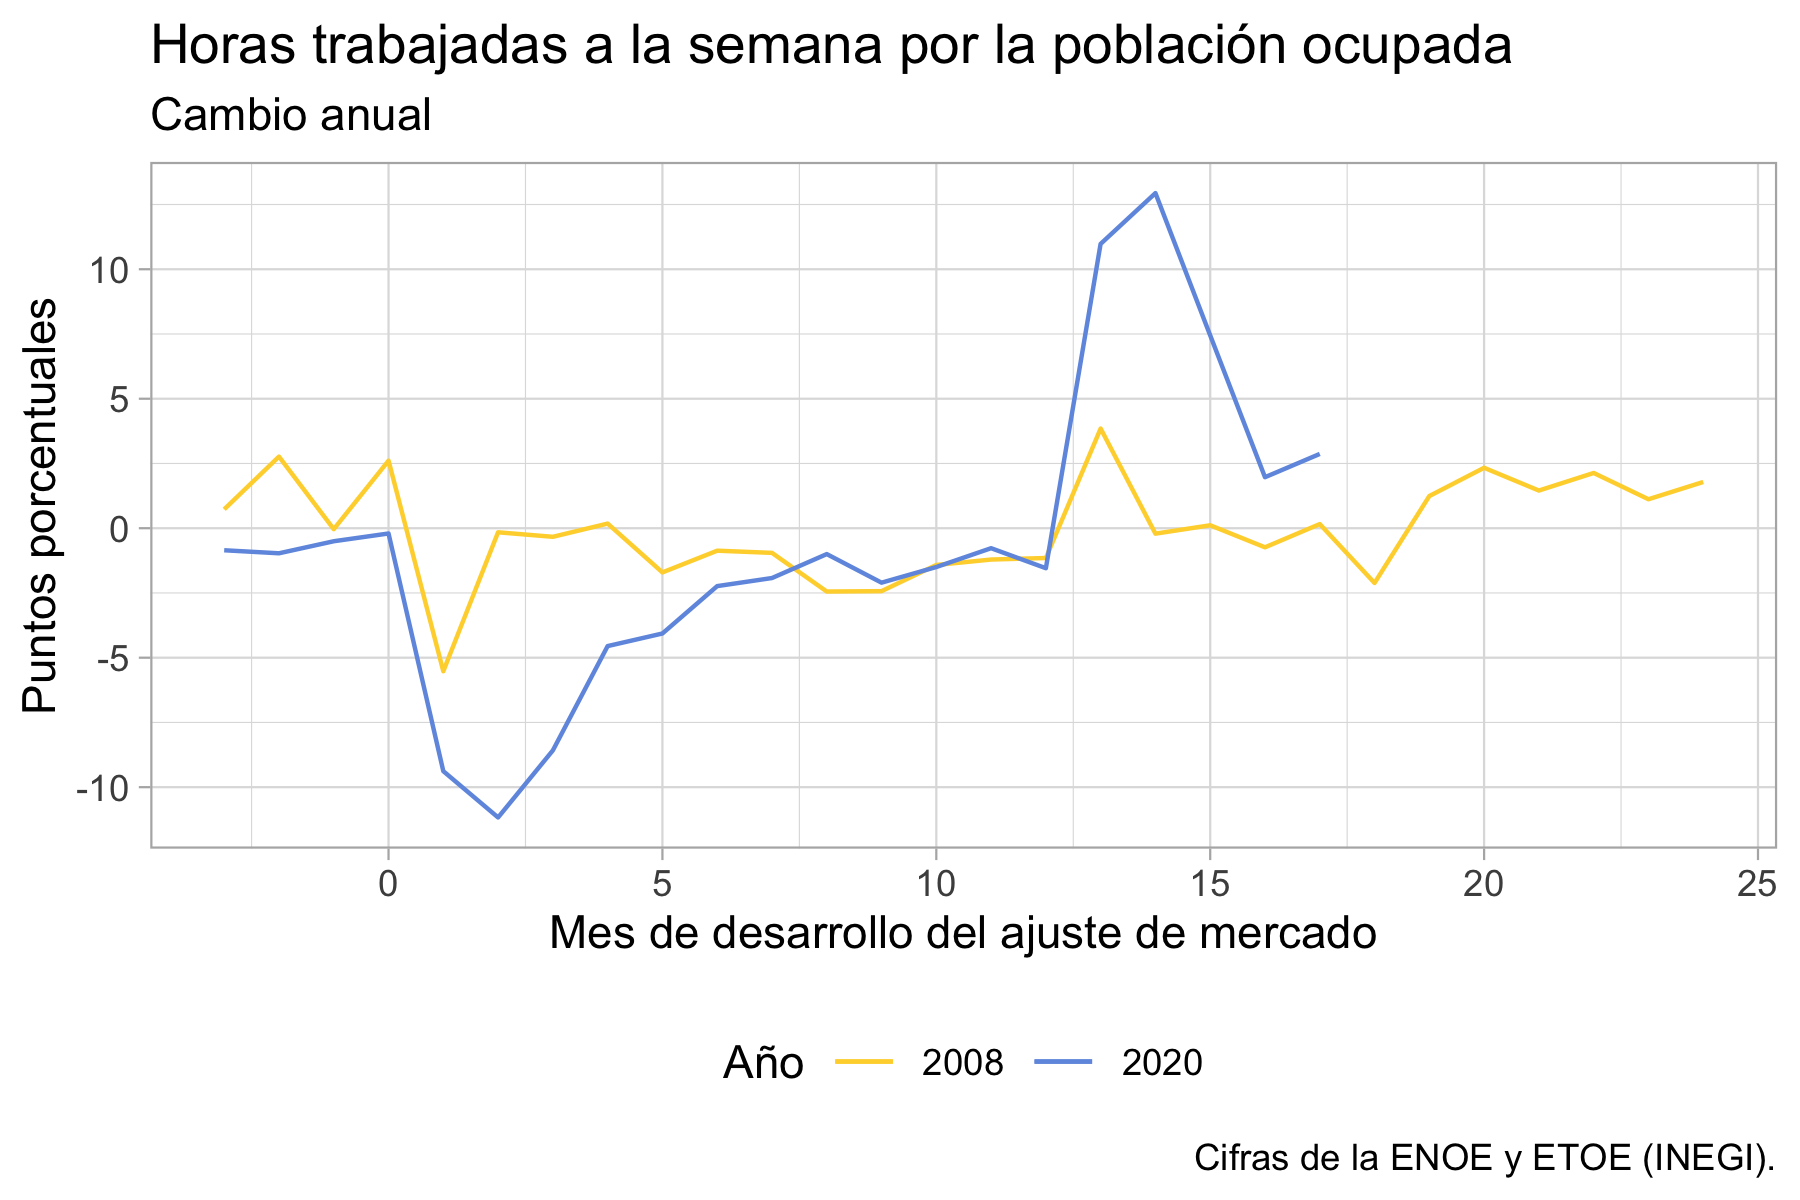 Horas trabajadas a la semana por la población ocupada
Cambio anual
Puntos porcentuales
10
5
0
-5
-10
0 5 10 15 20 25
Mes de desarrollo del ajuste de mercado
Año 2008 2020
Cifras de la ENOE y ETOE (INEGI).